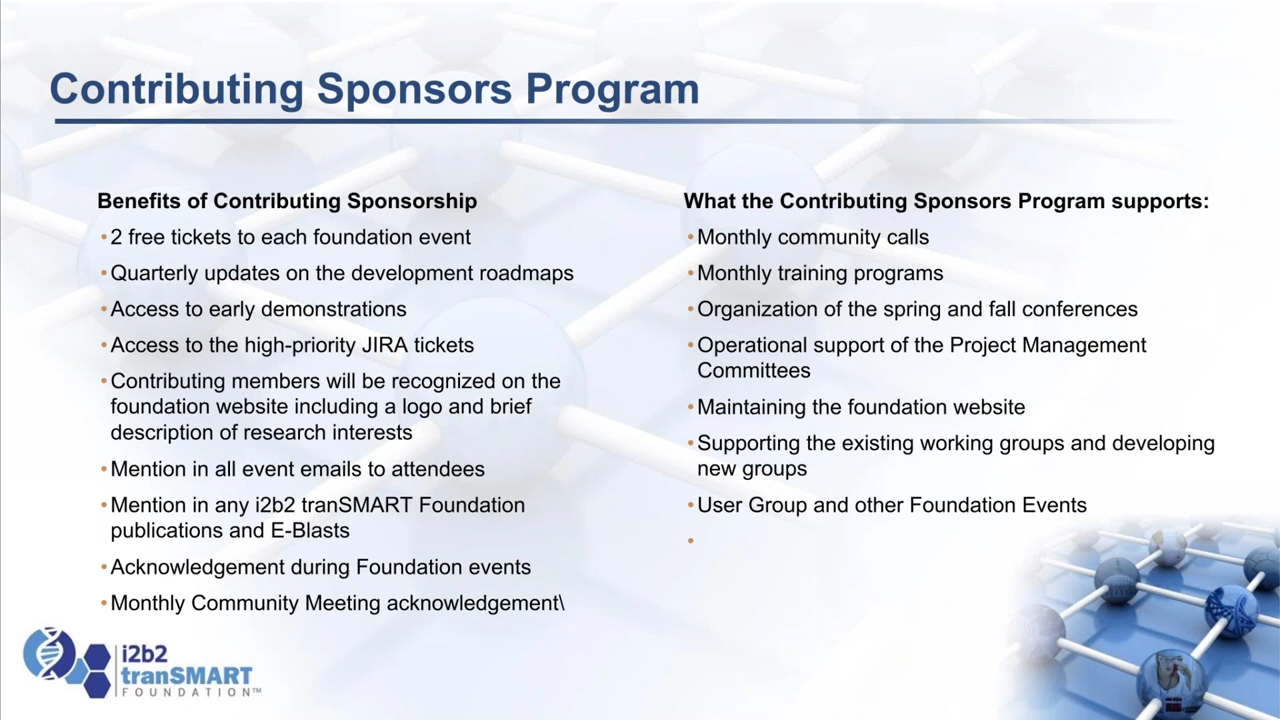 Contributing Sponsors Program
Benefits of Contributing Sponsorship
•2 free tickets to each foundation event
•Quarterly updates on the development roadmaps
•Access to early demonstrations
•Access to the high-priority JIRA tickets
•Contributing members will be recognized on the
foundation website including a logo and brief
description of research interests
•Mention in all event emails to attendees
•Mention in any i2b2 tranSMART Foundation
publications and E-Blasts
•Acknowledgement during Foundation events
•Monthly Community Meeting acknowledgement\
What the Contributing Sponsors Program supports:
•Monthly community calls
•Monthly training programs
•Organization of the spring and fall conferences
•Operational support of the Project Management
Committees
•Maintaining the foundation website
•Supporting the existing working groups and developing
new groups
•User Group and other Foundation Events
•
i2b2
tranSMART
FOUNDATION™